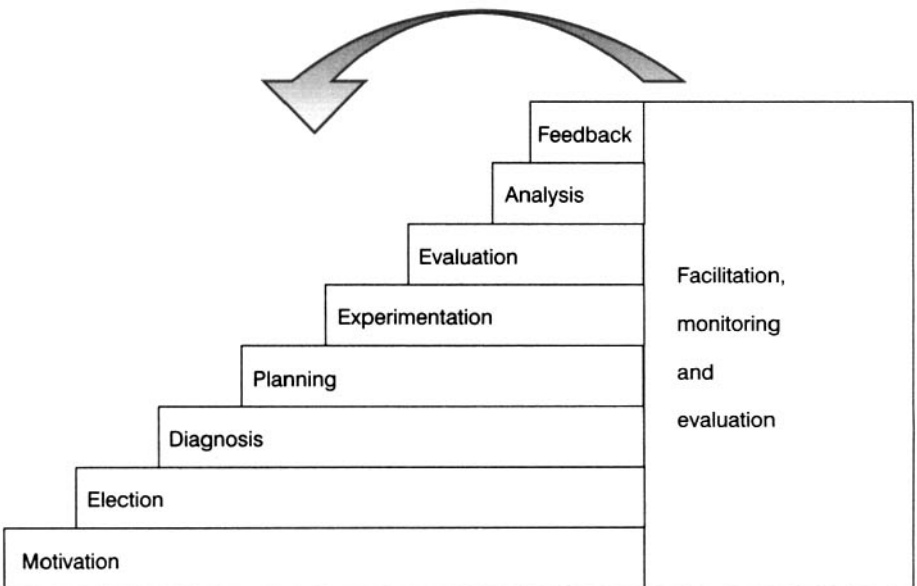 Feedback
Analysis
Evaluation
Experimentation
Planning
Diagnosis
Election
Motivation
Facilitation,
monitoring
and
evaluation